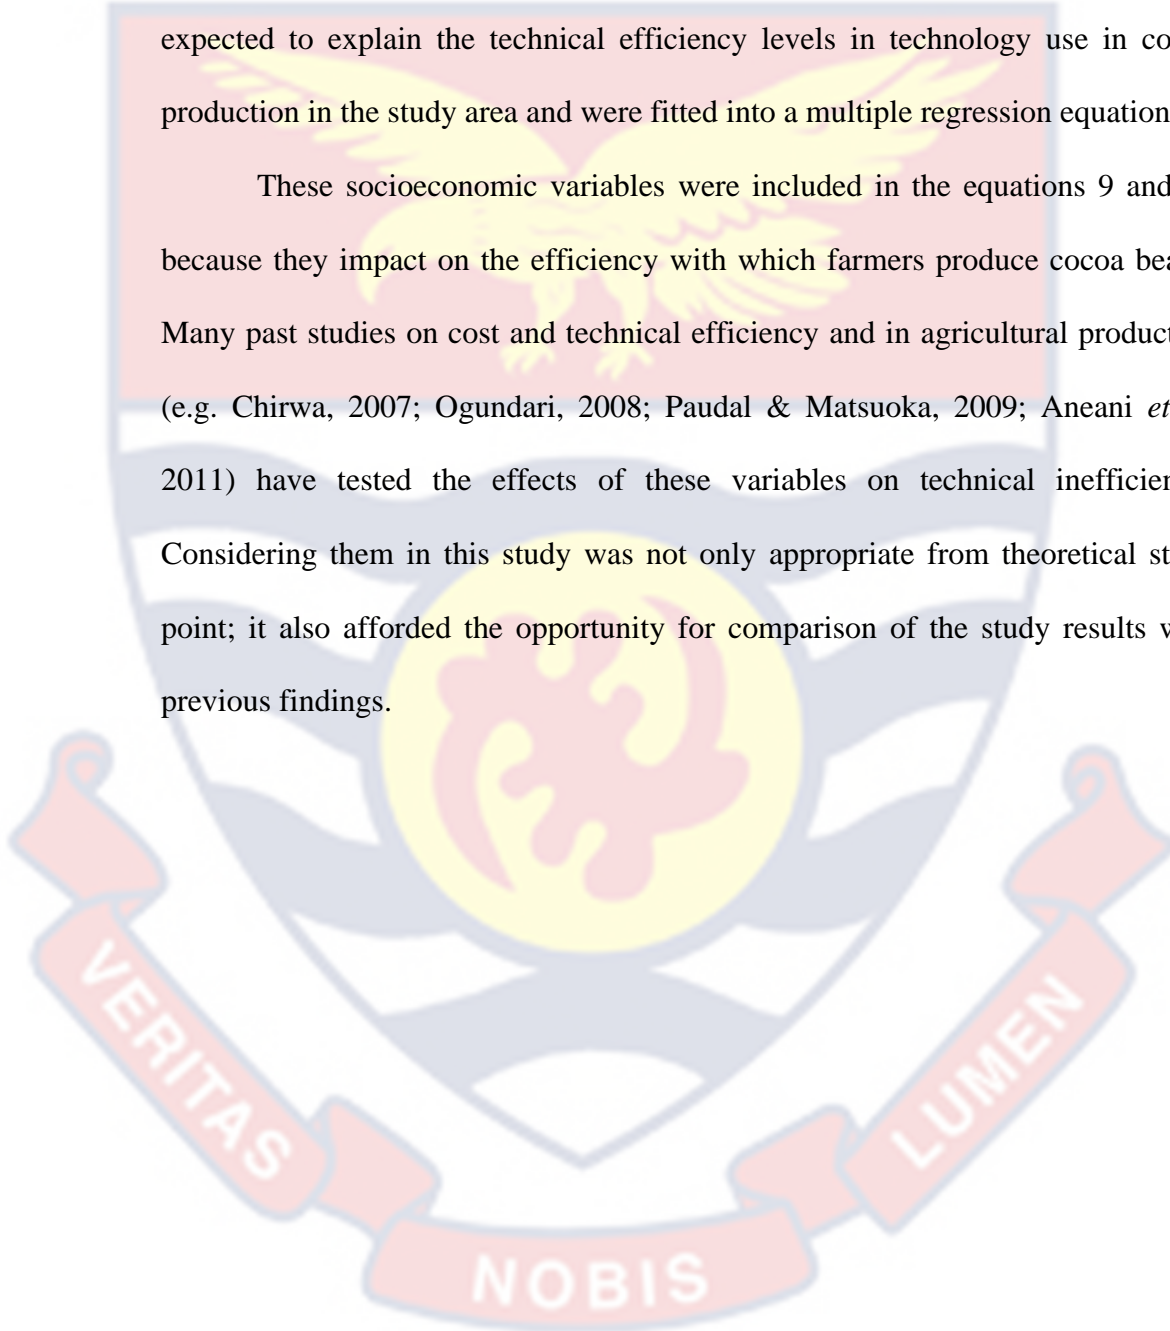 expected to explain the technical efficiency levels in technology use in co
production in the study area and were fitted into a multiple regression equation
These socioeconomic variables were included in the equations 9 and
because they impact on the efficiency with which farmers produce cocoa bea
Many past studies on cost and technical efficiency and in agricultural product
(e.g. Chirwa, 2007; Ogundari, 2008; Paudal & Matsuoka, 2009; Aneani et
2011) have tested the effects of these variables on technical inefficien
Considering them in this study was not only appropriate from theoretical st
point; it also afforded the opportunity for comparison of the study results w
previous findings.
VERITAS
NOBIS
LUMEN